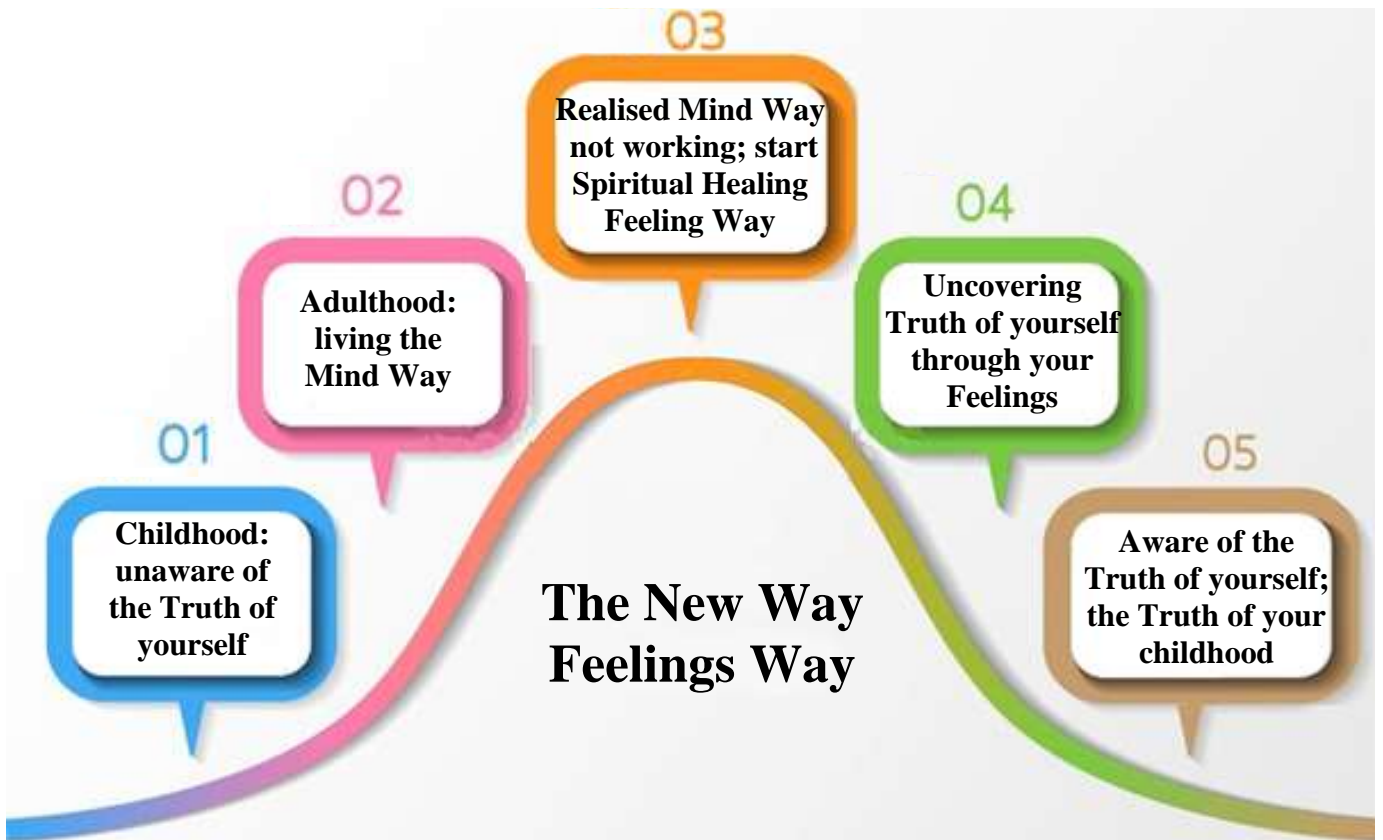 01
Childhood:
unaware of
the Truth of
yourself
02
Adulthood:
living the
Mind Way
03
Realised Mind Way
not working; start
Spiritual Healing
Feeling Way
04
Uncovering
Truth of yourself
through your
Feelings
05
Aware of the
Truth of yourself;
the Truth of your
childhood
The New Way
Feelings Way